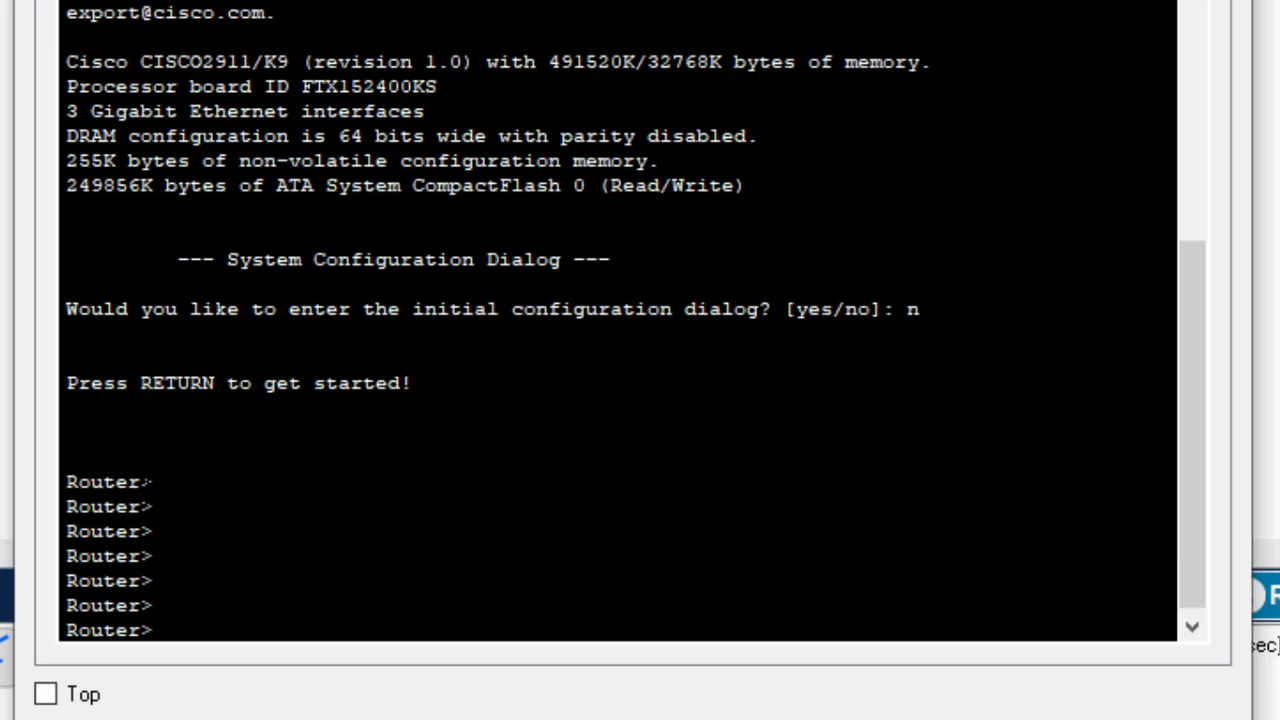 export@cisco.com.
Cisco CISCO2911/K9 (revision 1.0) with 491520K/32768K bytes of memory.
Processor board ID FTX152400KS
3 Gigabit Ethernet interfaces
DRAM configuration is 64 bits wide with parity disabled.
255K bytes of non-volatile configuration memory.
249856K bytes of ATA System CompactFlash 0 (Read/Write)
--- System Configuration Dialog ---
Would you like to enter the initial configuration dialog? [yes/no]: n
Press RETURN to get started!
Router>
Router>
Router>
Router>
Router>
Router>
Router>
Top